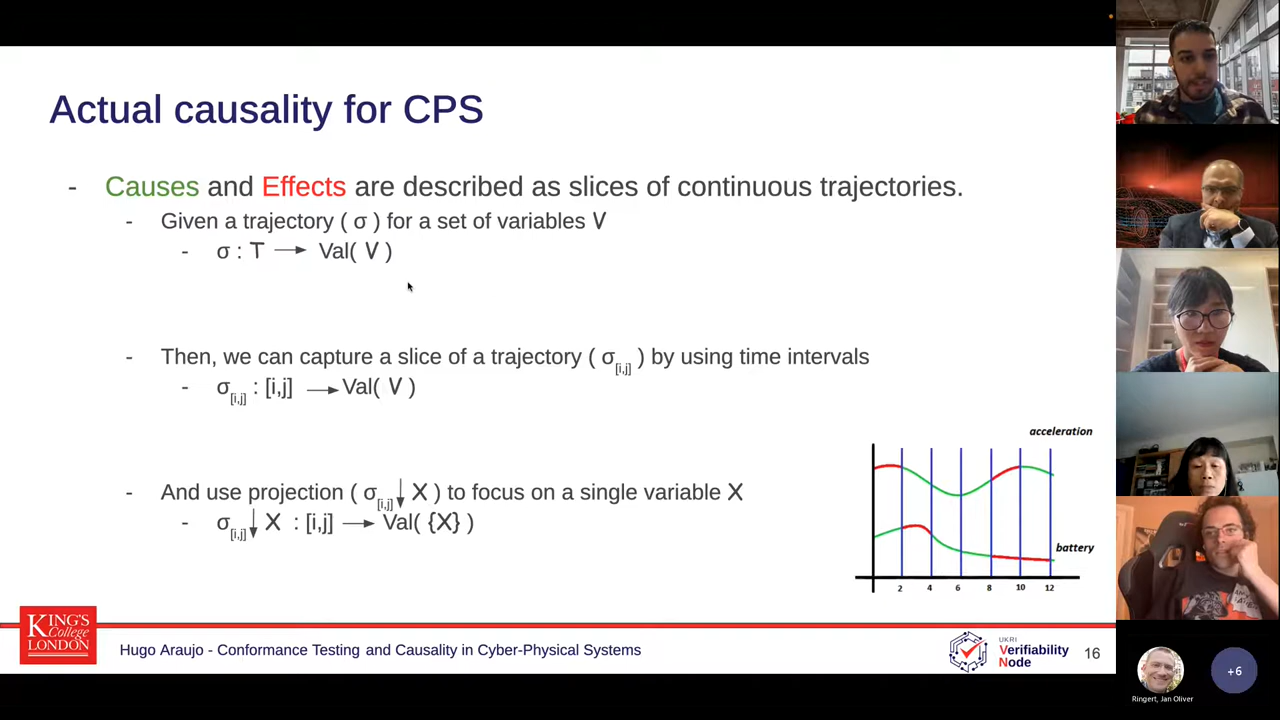 Actual causality for CPS
- Causes and Effects are described as slices of continuous trajectories.
- Given a trajectory ( σ ) for a set of variables V
- σ : T → Val( V )
- Then, we can capture a slice of a trajectory ( σ[i,j] ) by using time intervals
- σ[i,j] : [i,j] → Val( V )
- And use projection ( σ[i,j]↓ X ) to focus on a single variable X
- σ[i,j]↓ X : [i,j] → Val( {X} )
acceleration
battery
2 4 6 8 10 12
KING'S
College
LONDON
Hugo Araujo - Conformance Testing and Causality in Cyber-Physical Systems
UKRI
Verifiability
Node
16
+6
Ringert, Jan Oliver